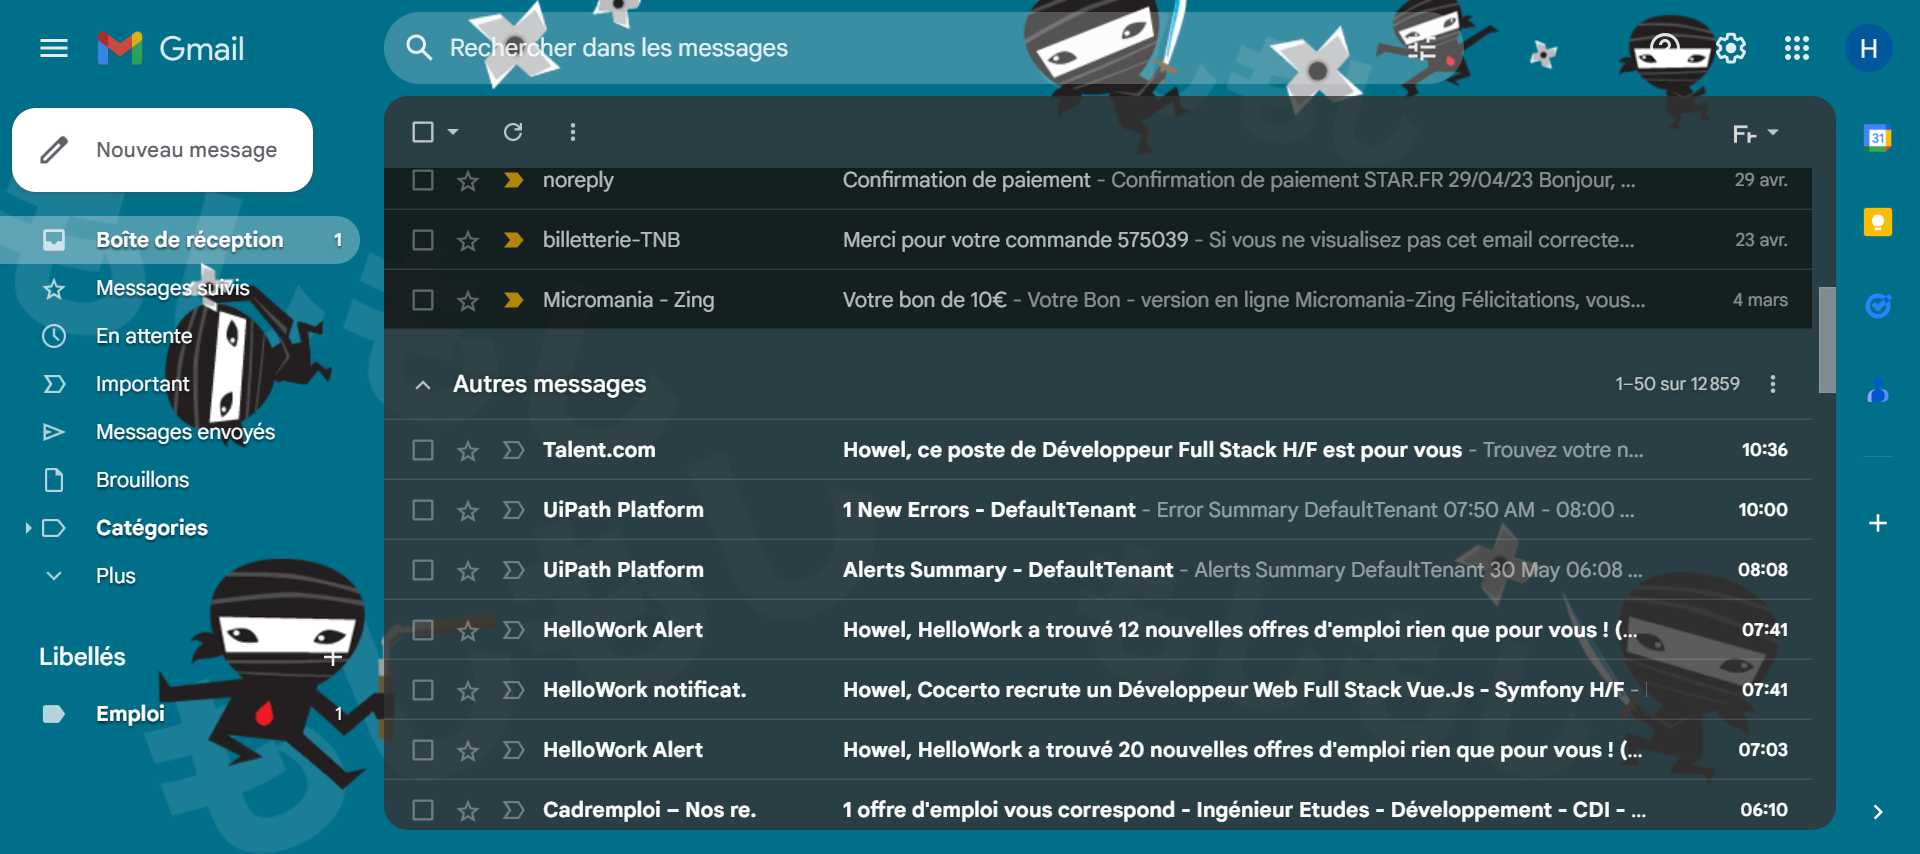 Gmail
Rechercher dans les messages
H
Nouveau message
Boîte de réception 1
Messages suivis
En attente
Important
Messages envoyés
Brouillons
Catégories
Plus
Libellés
Emploi 1
noreply Confirmation de paiement - Confirmation de paiement STAR.FR 29/04/23 Bonjour, ... 29 avr.
billetterie-TNB Merci pour votre commande 575039 - Si vous ne visualisez pas cet email correcte... 23 avr.
Micromania - Zing Votre bon de 10€ - Votre Bon - version en ligne Micromania-Zing Félicitations, vous... 4 mars
Autres messages 1–50 sur 12 859
Talent.com Howel, ce poste de Développeur Full Stack H/F est pour vous - Trouvez votre n... 10:36
UiPath Platform 1 New Errors - DefaultTenant - Error Summary DefaultTenant 07:50 AM - 08:00 ... 10:00
UiPath Platform Alerts Summary - DefaultTenant - Alerts Summary DefaultTenant 30 May 06:08 ... 08:08
HelloWork Alert Howel, HelloWork a trouvé 12 nouvelles offres d'emploi rien que pour vous ! (... 07:41
HelloWork notificat. Howel, Cocerto recrute un Développeur Web Full Stack Vue.Js - Symfony H/F - 07:41
HelloWork Alert Howel, HelloWork a trouvé 20 nouvelles offres d'emploi rien que pour vous ! (... 07:03
Cadremploi – Nos re. 1 offre d'emploi vous correspond - Ingénieur Etudes - Développement - CDI - ... 06:10
31